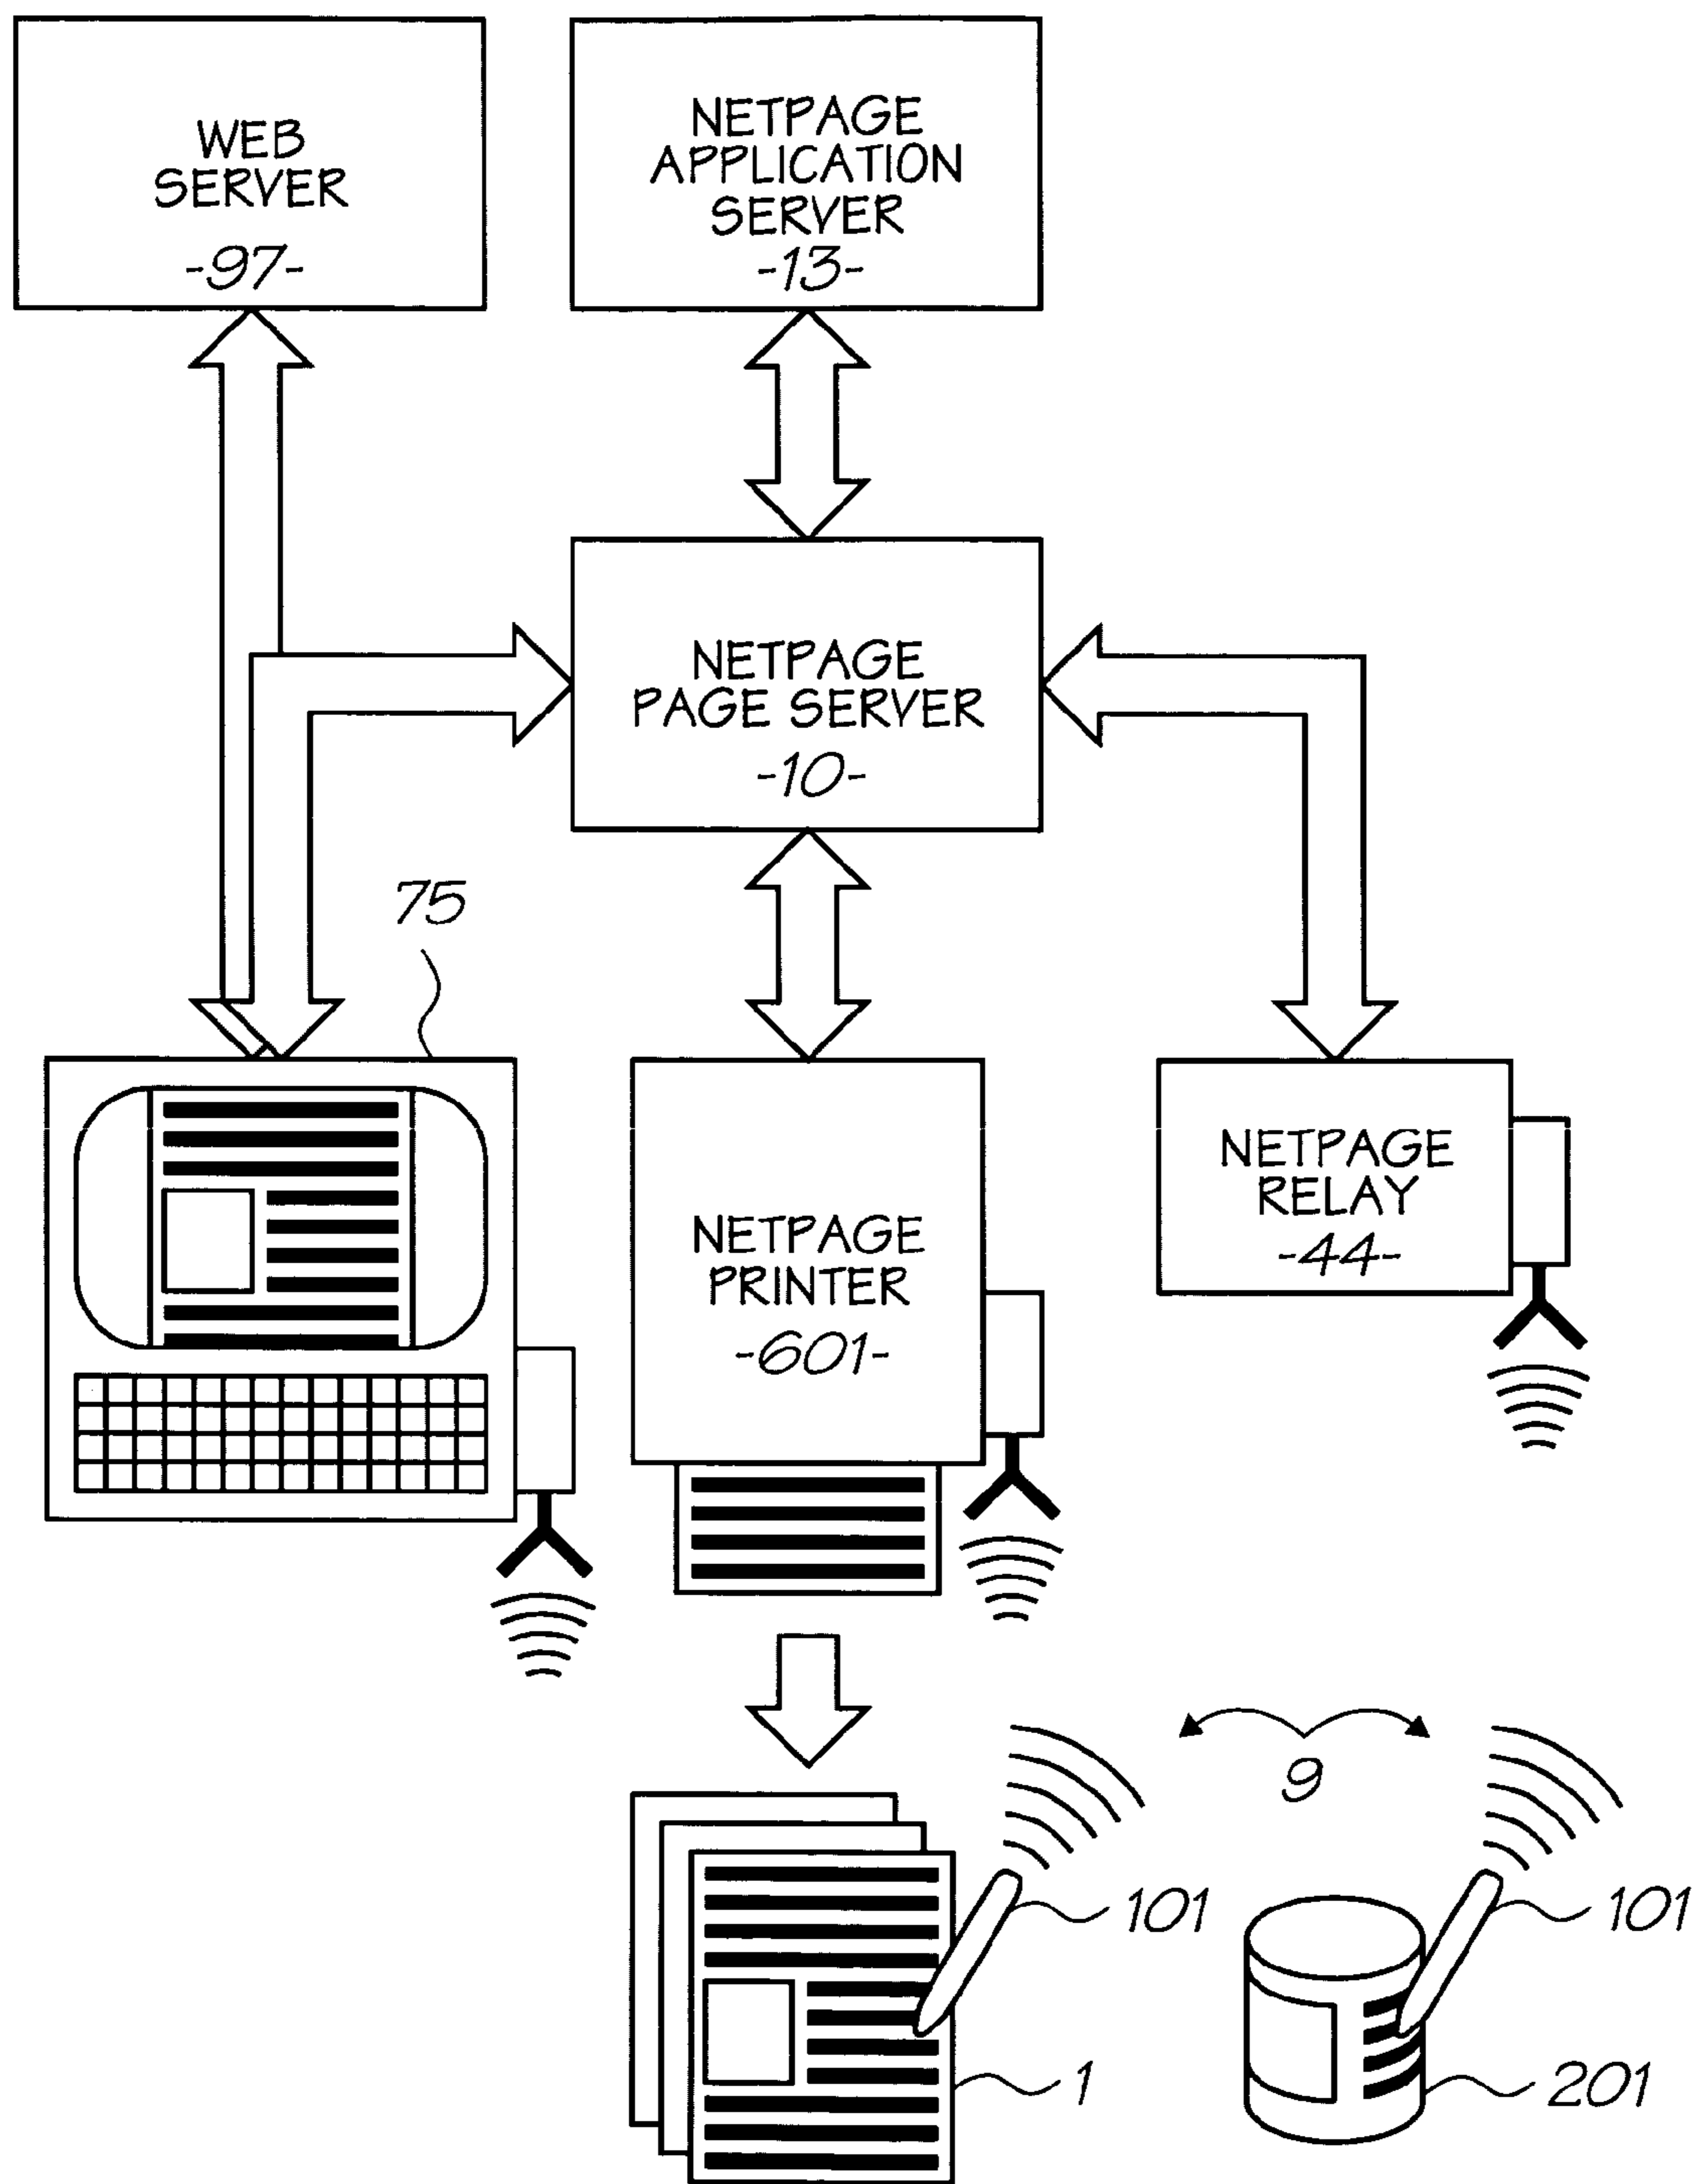 WEB
SERVER
-97-
NETPAGE
APPLICATION
SERVER
-13-
NETPAGE
PAGE SERVER
-10-
75
NETPAGE
PRINTER
-601-
NETPAGE
RELAY
-44-
9
101
101
1
201